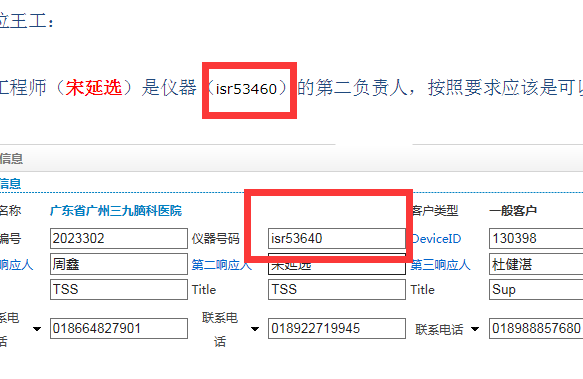 位王工：
工程师（宋延选）是仪器（isr53460）的第二负责人，按照要求应该是可以
信息
信息
名称 广东省广州三九脑科医院 客户类型 一般客户
编号 2023302 仪器号码 isr53640 DeviceID 130398
响应人 周鑫 第二响应人 宋延选 第三响应人 杜健湛
TSS Title TSS Title Sup
系电话 018664827901 联系电话 018922719945 联系电话 018988857680